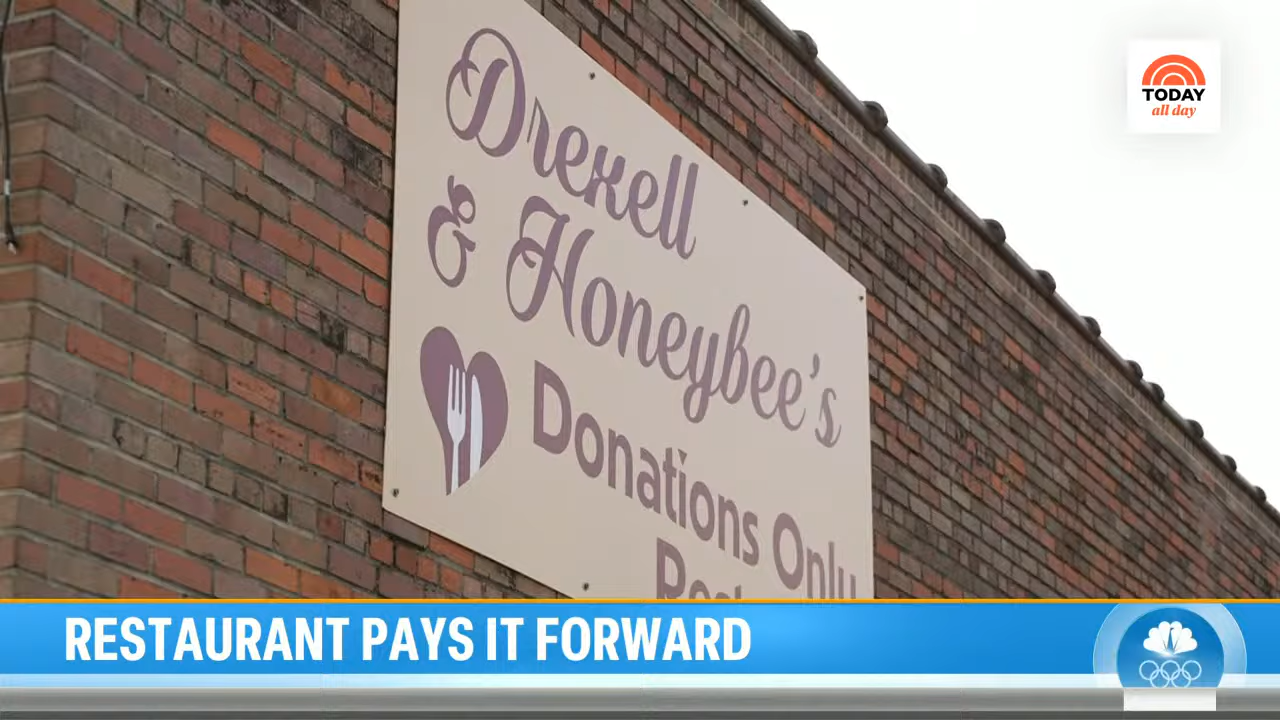 Drexell
& Honeybee's
Donations Only
TODAY
all day
RESTAURANT PAYS IT FORWARD